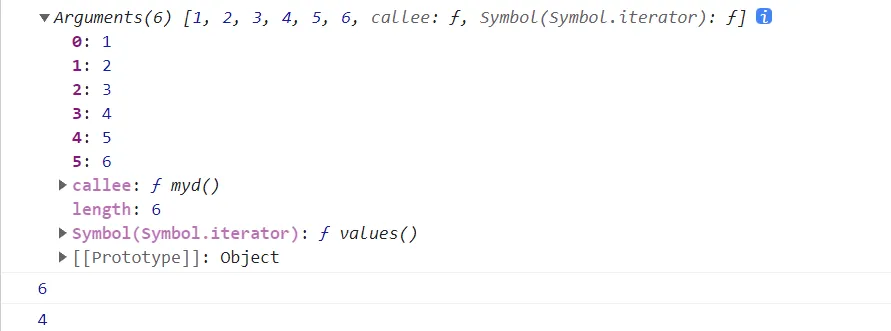 Arguments(6) [1, 2, 3, 4, 5, 6, callee: ƒ, Symbol(Symbol.iterator): ƒ] i
0: 1
1: 2
2: 3
3: 4
4: 5
5: 6
callee: ƒ myd()
length: 6
Symbol(Symbol.iterator): ƒ values()
[[Prototype]]: Object
6
4